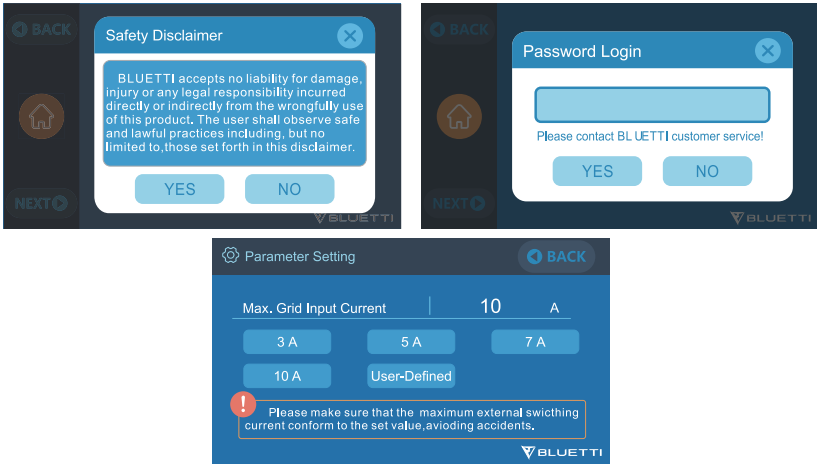 BACK
Safety Disclaimer
BLUETTI accepts no liability for damage,
injury or any legal responsibility incurred
directly or indirectly from the wrongfully use
of this product. The user shall observe safe
and lawful practices including, but no
limited to,those set forth in this disclaimer.
YES NO
NEXT
BLUETTI
BACK
Password Login
Please contact BLUETTI customer service!
YES NO
NEXT
BLUETTI
Parameter Setting
BACK
Max. Grid Input Current 10 A
3 A 5 A 7 A
10 A User-Defined
! Please make sure that the maximum external swicthing
current conform to the set value,avioding accidents.
BLUETTI